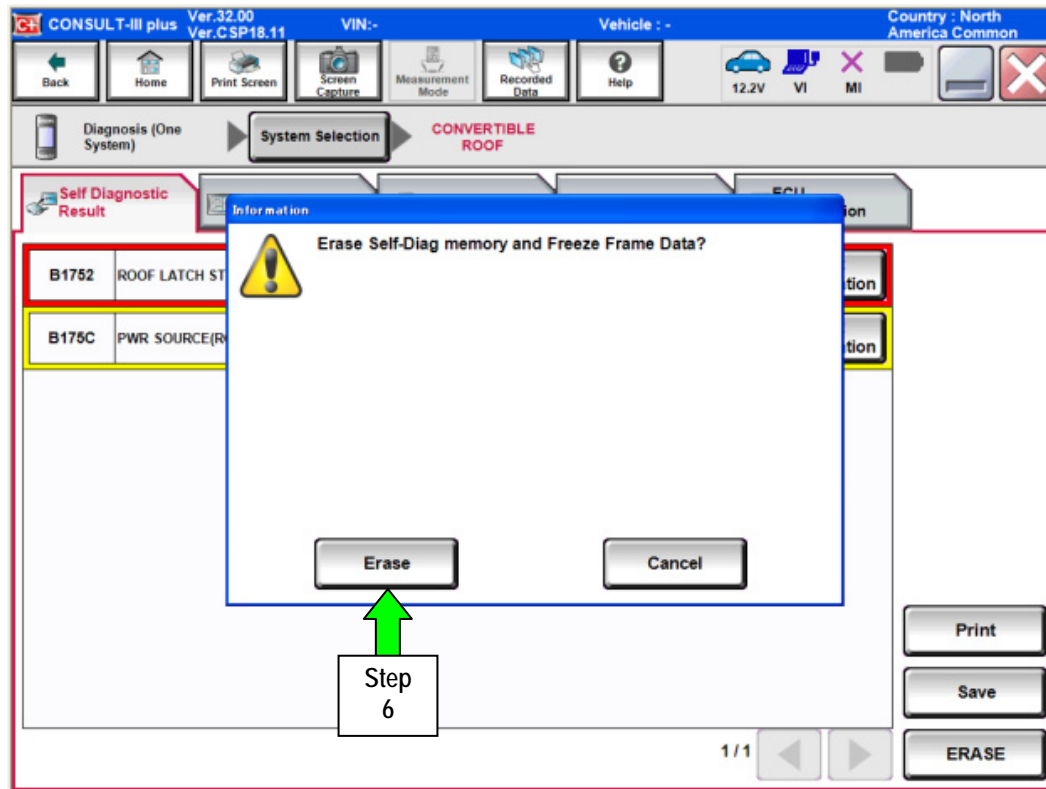 CONSULT-III plus
Ver.32.00
Ver.CSP18.11
VIN:-
Vehicle : -
Country : North
America Common
Back
Home
Print Screen
Screen
Capture
Measurement
Mode
Recorded
Data
Help
12.2V
VI
MI
Diagnosis (One
System)
System Selection
CONVERTIBLE
ROOF
Self Diagnostic
Result
ECU
Information
Erase Self-Diag memory and Freeze Frame Data?
B1752
ROOF LATCH ST
B175C
PWR SOURCE(R
Erase
Cancel
Step
6
Print
Save
1/1
ERASE